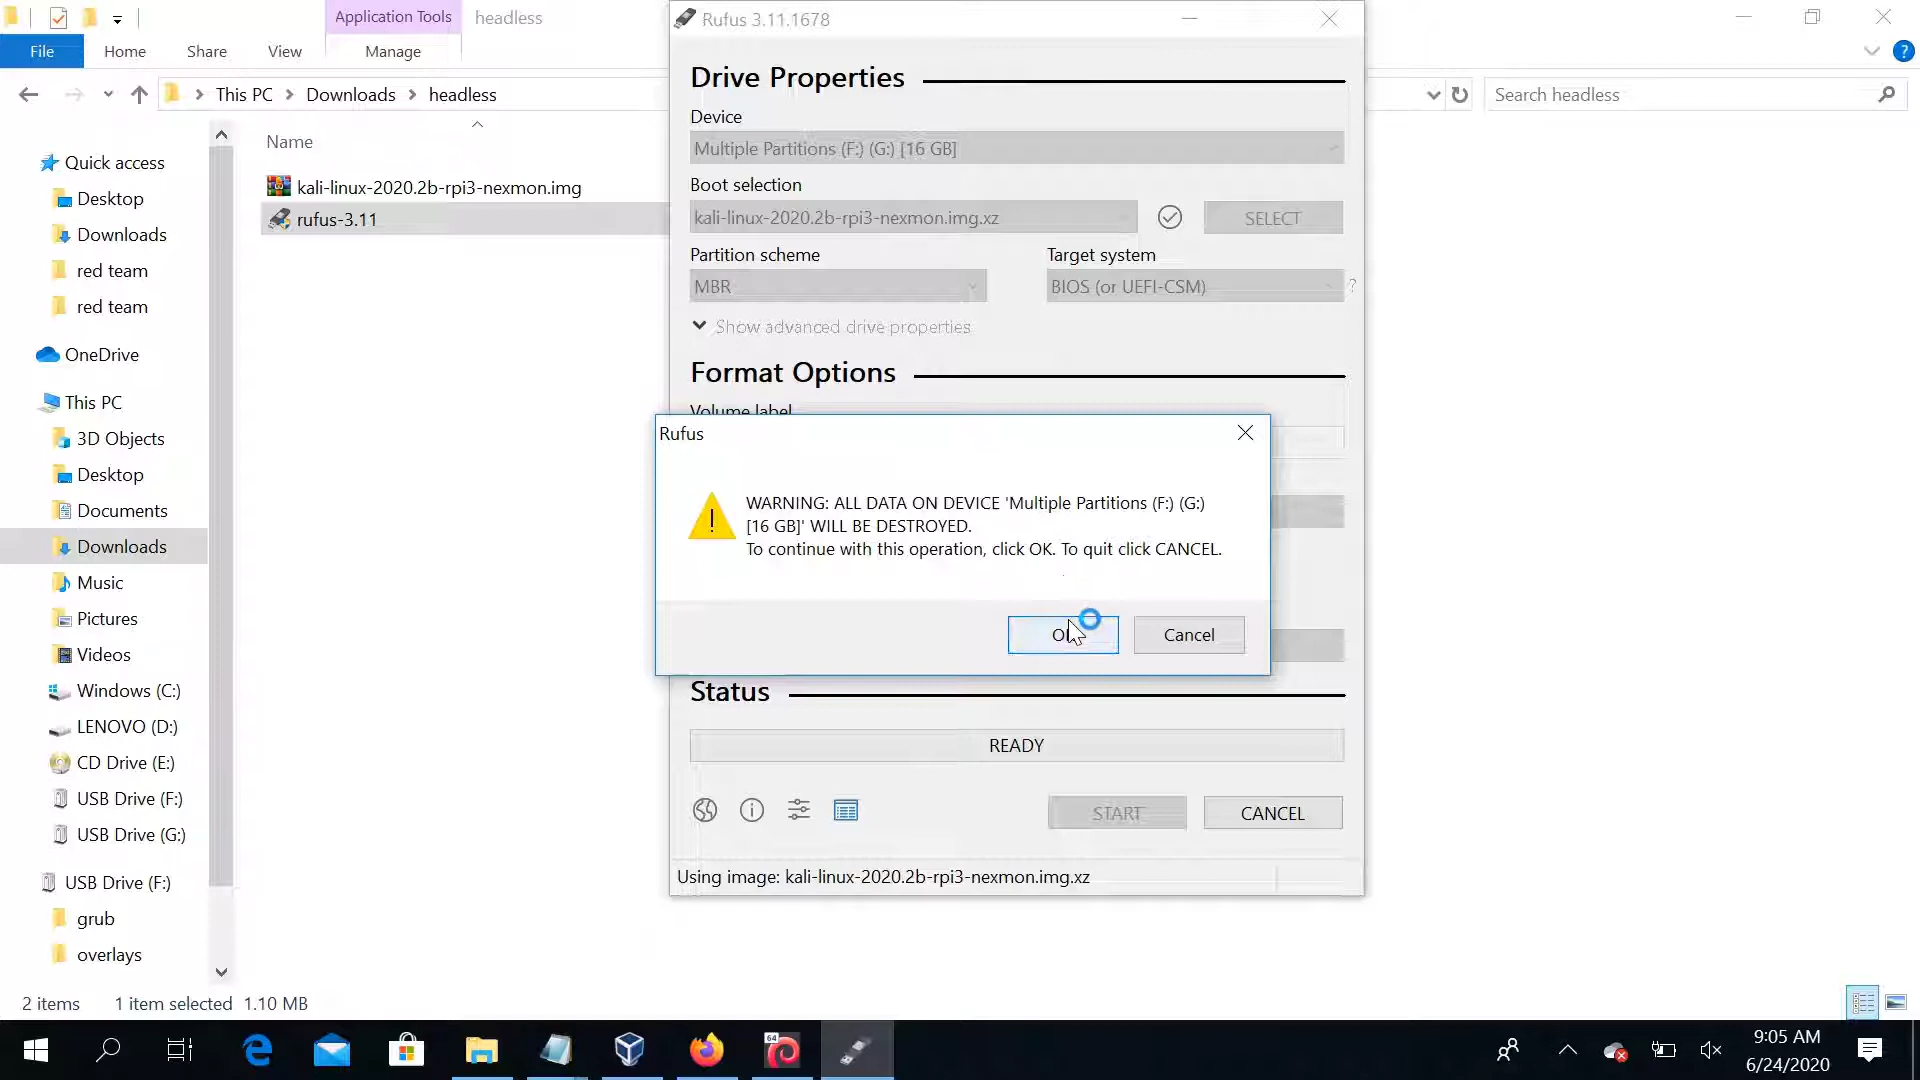 Application Tools
headless
Rufus 3.11.1678
File
Home
Share
View
Manage
?
This PC
Downloads
headless
Search headless
Quick access
Desktop
Downloads
red team
red team
OneDrive
This PC
3D Objects
Desktop
Documents
Downloads
Music
Pictures
Videos
Windows (C:)
LENOVO (D:)
CD Drive (E:)
USB Drive (F:)
USB Drive (G:)
USB Drive (F:)
grub
overlays
Name
kali-linux-2020.2b-rpi3-nexmon.img
rufus-3.11
Drive Properties
Device
Multiple Partitions (F:) (G:) [16 GB]
Boot selection
kali-linux-2020.2b-rpi3-nexmon.img.xz
SELECT
Partition scheme
Target system
MBR
BIOS (or UEFI-CSM)
?
Show advanced drive properties
Format Options
Volume label
Rufus
WARNING: ALL DATA ON DEVICE 'Multiple Partitions (F:) (G:)
[16 GB]' WILL BE DESTROYED.
To continue with this operation, click OK. To quit click CANCEL.
Cancel
Status
READY
START
CANCEL
Using image: kali-linux-2020.2b-rpi3-nexmon.img.xz
2 items
1 item selected
1.10 MB
64
9:05 AM
6/24/2020